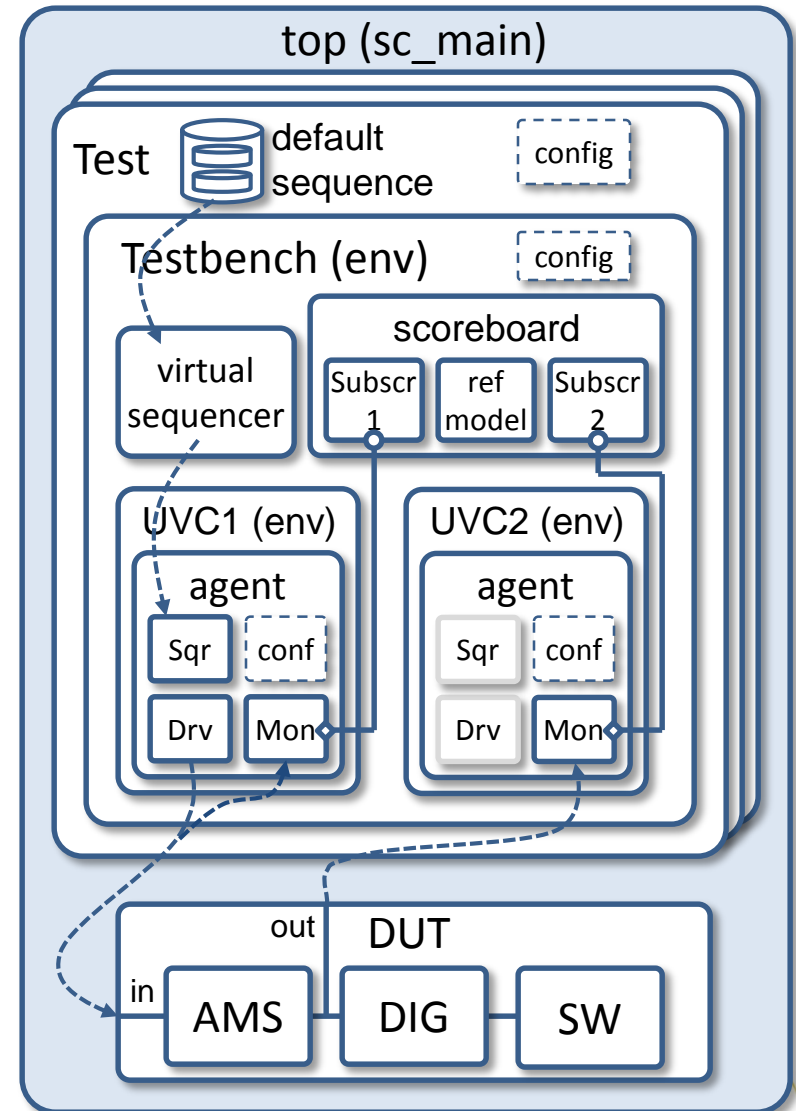 top (sc_main)
Test
default
sequence
config
Testbench (env)
config
virtual
sequencer
scoreboard
Subscr
1
ref
model
Subscr
2
UVC1 (env)
agent
Sqr
conf
Drv
Mon
UVC2 (env)
agent
Sqr
conf
Drv
Mon
out
DUT
in
AMS
DIG
SW